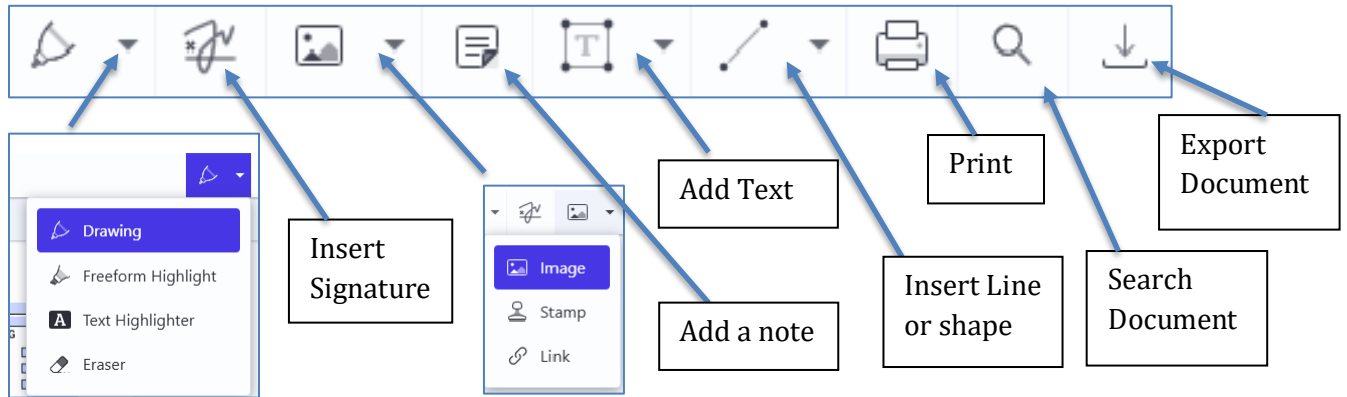 T
Drawing
Freeform Highlight
A Text Highlighter
Eraser
G
Insert
Signature
Image
Stamp
Link
Add Text
Add a note
Insert Line
or shape
Print
Search
Document
Export
Document